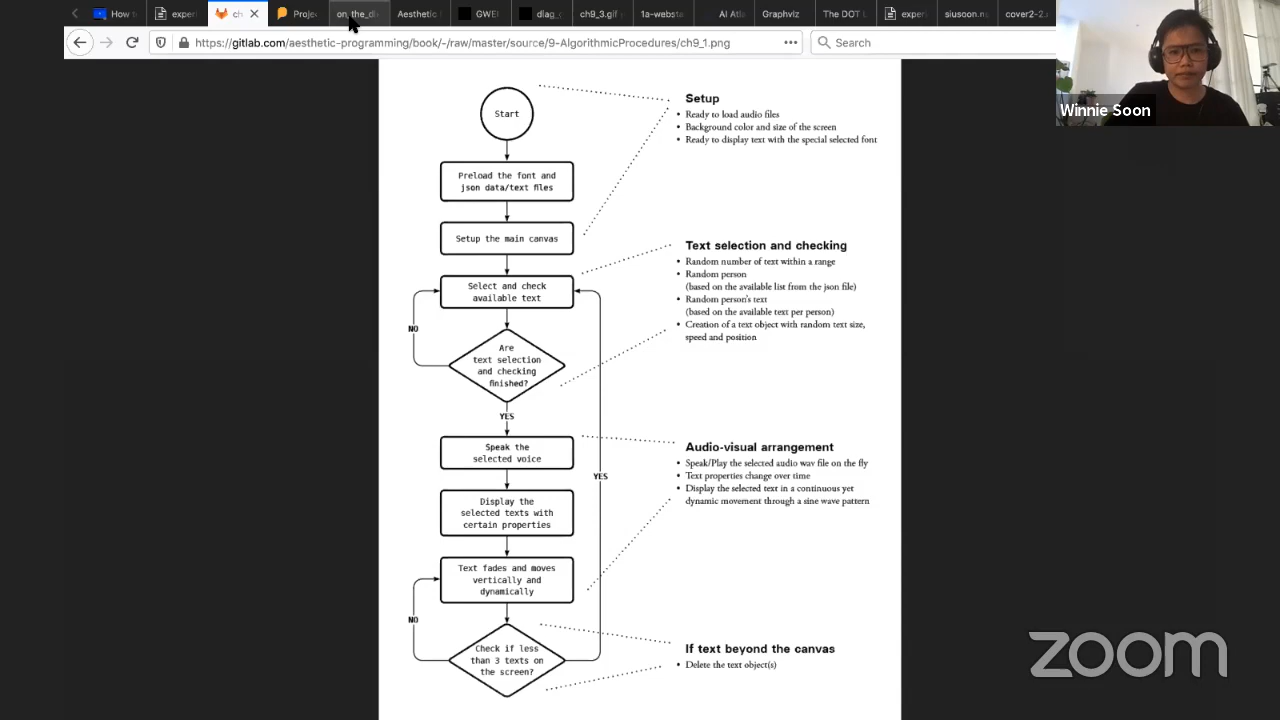 How t
experi
ch
Proje
on_the_di
Aesthetic
GWEI
diag_c
ch9_3.gif
1a-websta
AI Atla
Graphviz
The DOT L
experi
siusoon.ne
cover2-2.
https://gitlab.com/aesthetic-programming/book/-/raw/master/source/9-AlgorithmicProcedures/ch9_1.png
Search
Winnie Soon
Start
Preload the font and
json data/text files
Setup the main canvas
Select and check
available text
NO
Are
text selection
and checking
finished?
YES
Speak the
selected voice
YES
Display the
selected texts with
certain properties
Text fades and moves
vertically and
dynamically
NO
Check if less
than 3 texts on
the screen?
Setup
• Ready to load audio files
• Background color and size of the screen
• Ready to display text with the special selected font
Text selection and checking
• Random number of text within a range
• Random person
(based on the available list from the json file)
• Random person's text
(based on the available text per person)
• Creation of a text object with random text size,
speed and position
Audio-visual arrangement
• Speak/Play the selected audio wav file on the fly
• Text properties change over time
• Display the selected text in a continuous yet
dynamic movement through a sine wave pattern
If text beyond the canvas
• Delete the text object(s)
zoom